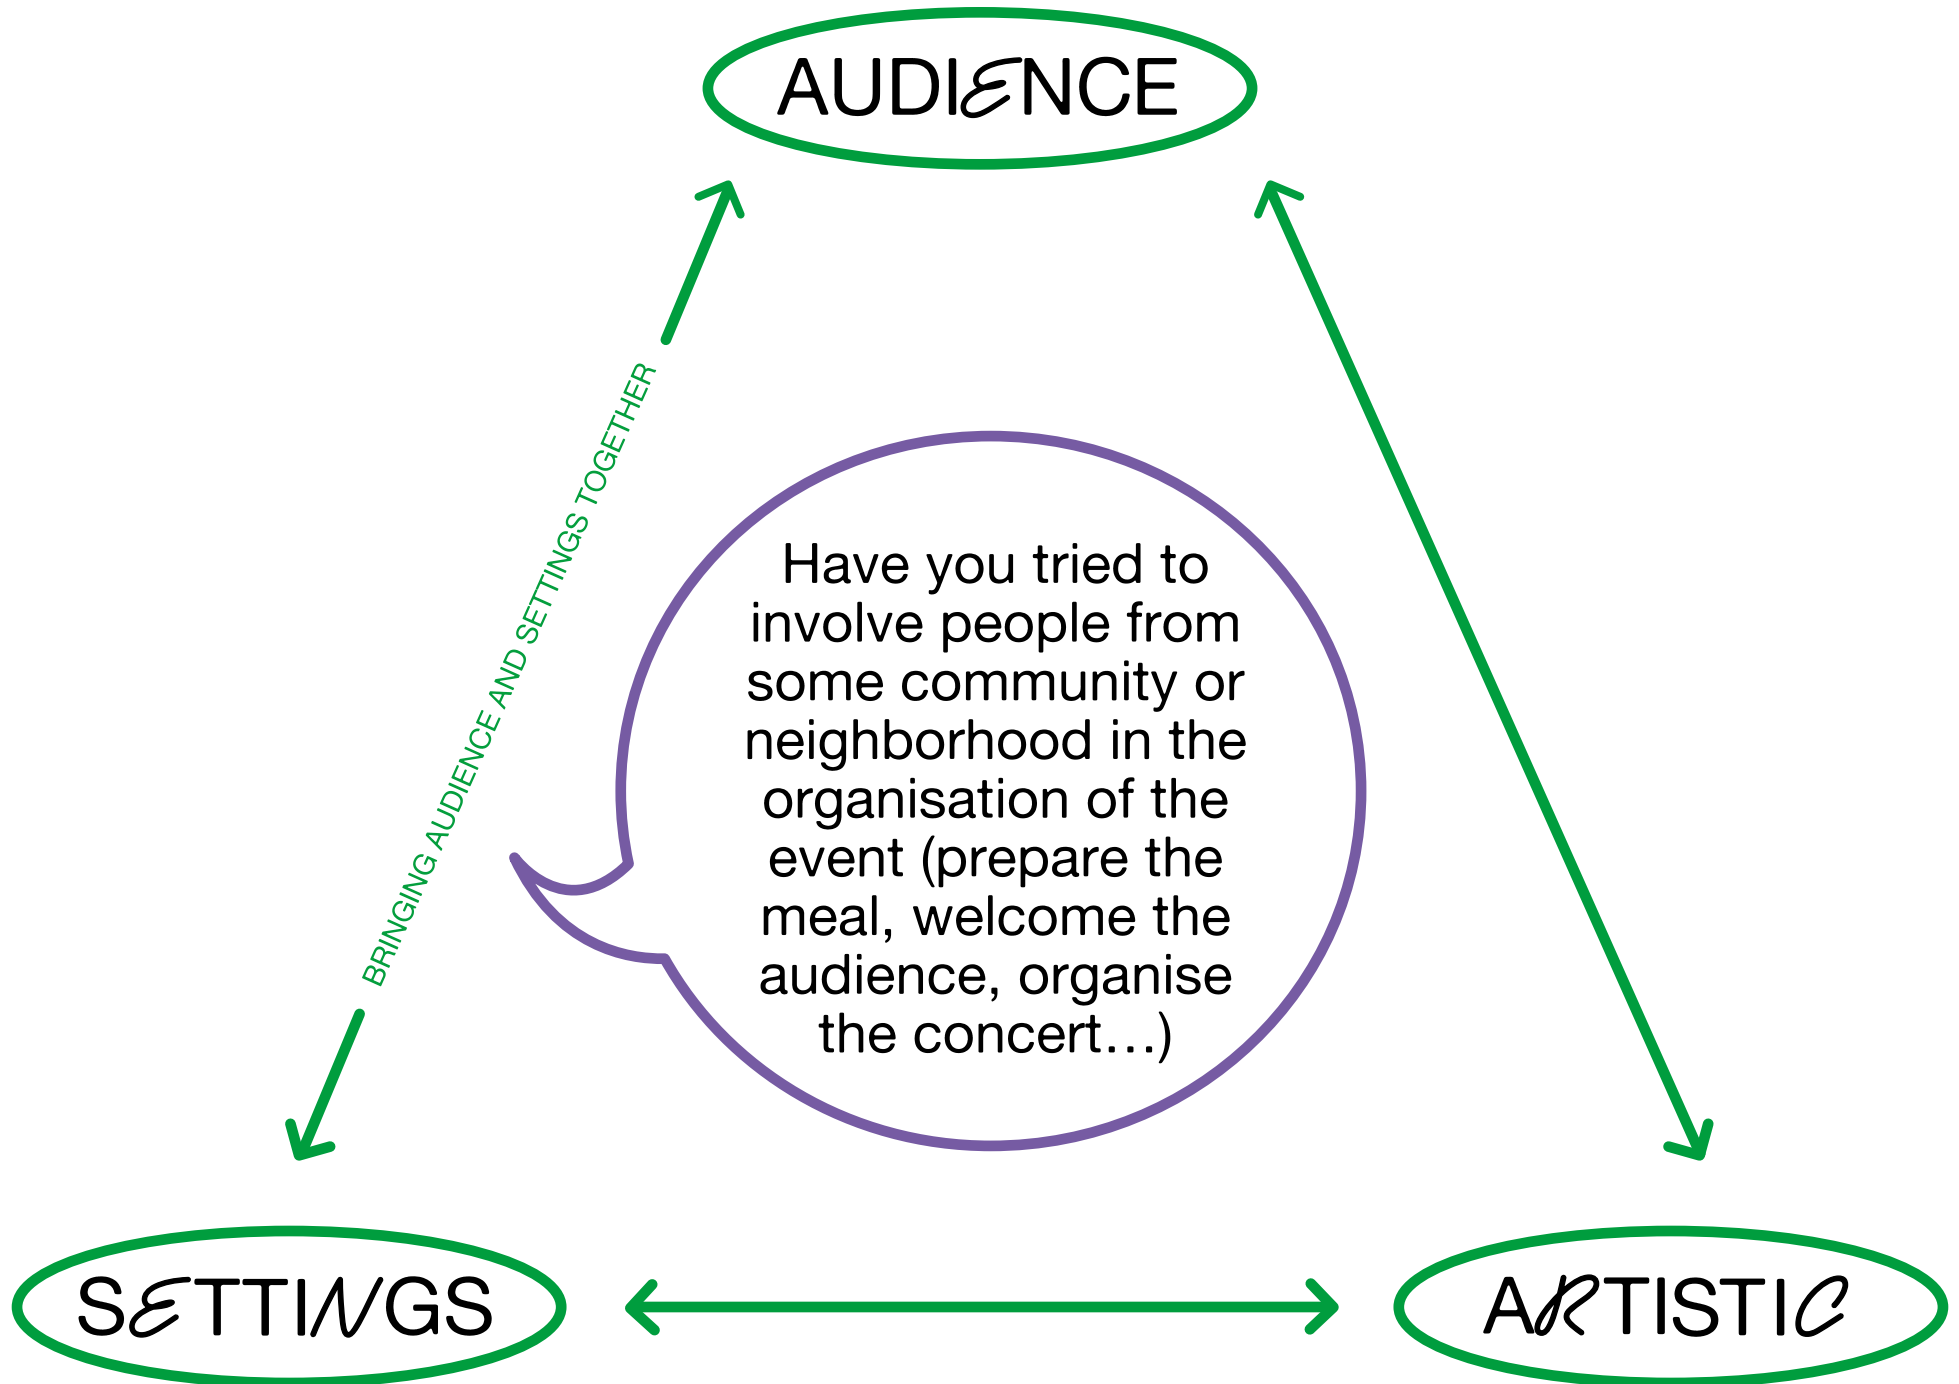 AUDIENCE
BRINGING AUDIENCE AND SETTINGS TOGETHER
Have you tried to
involve people from
some community or
neighborhood in the
organisation of the
event (prepare the
meal, welcome the
audience, organise
the concert…)
SETTINGS
ARTISTIC